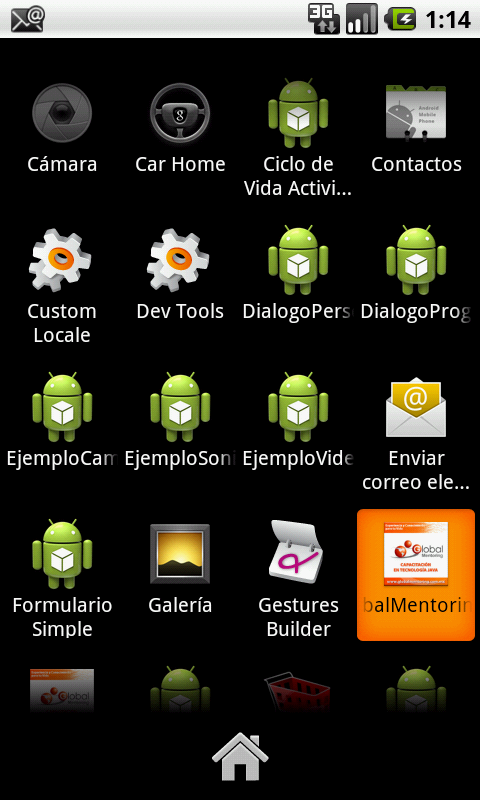 3G
1:14
Cámara
Car Home
Ciclo de
Vida Activi...
Contactos
Android
Mobile
Phone
Custom
Locale
Dev Tools
DialogoPers
DialogoProg
EjemploCam
EjemploSoni
EjemploVide
Enviar
correo ele...
Formulario
Simple
Galería
Gestures
Builder
Global
Mentoring
CAPACITACIÓN
EN TECNOLOGÍA JAVA
balMentorin
Global
Mentoring